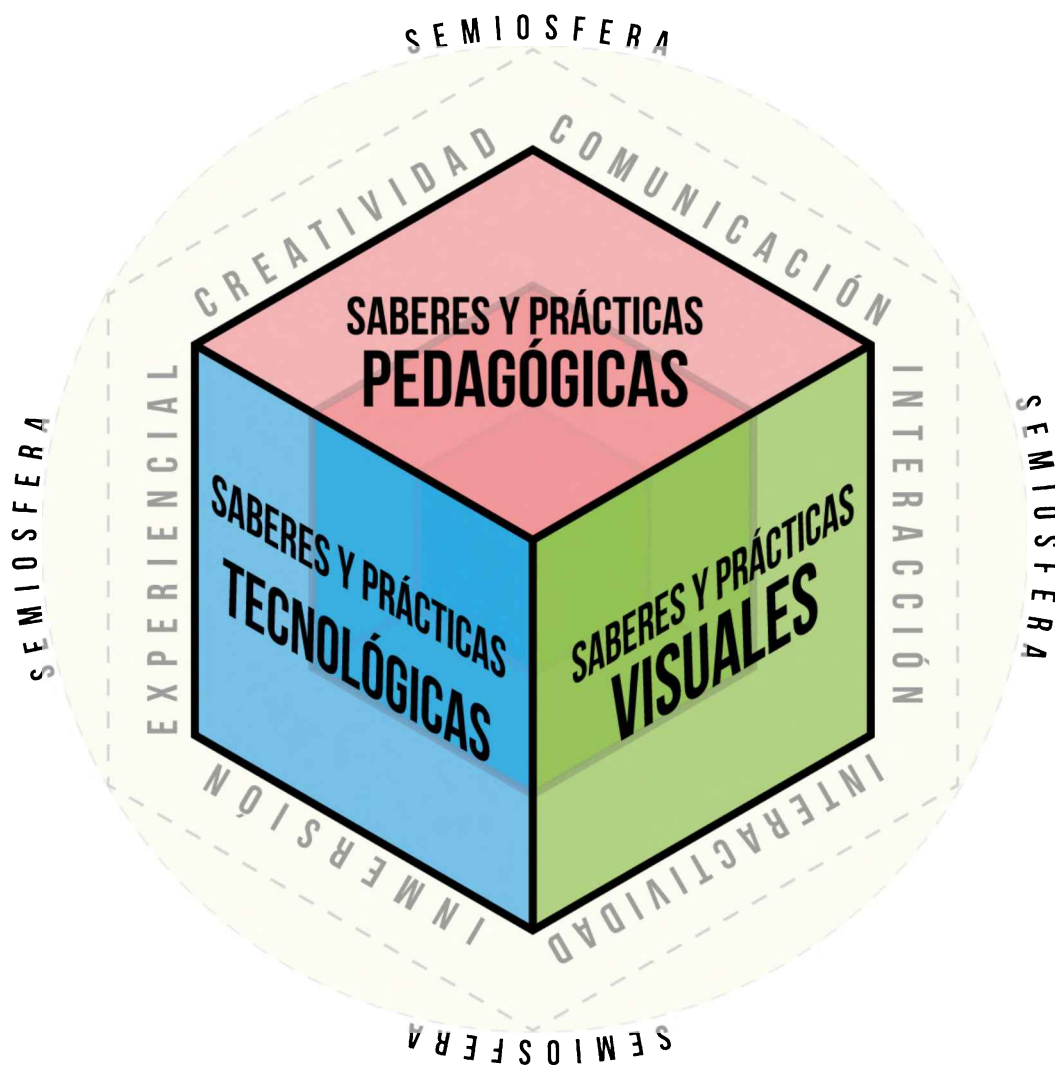 SEMIOSFERA
CREATIVIDAD
COMUNICACIÓN
SABERES Y PRÁCTICAS
PEDAGÓGICAS
EXPERIENCIAL
INTERACCIÓN
SEMIOSFERA
SEMIOSFERA
SABERES Y PRÁCTICAS
TECNOLÓGICAS
SABERES Y PRÁCTICAS
VISUALES
INMERSIÓN
INTERACTIVIDAD
SEMIOSFERA